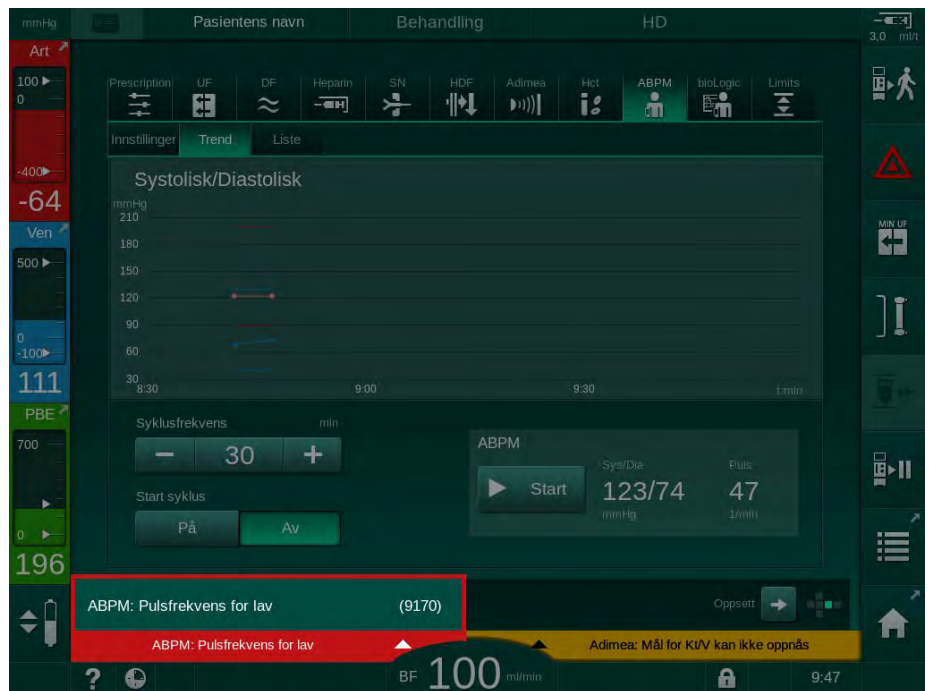 mmHg Pasientens navn Behandling HD
3,0 ml/t
Art
100
0
-400
-64
Ven
500
0
-100
111
PBE
700
0
196
Prescription UF DF Heparin SN HDF Adimea Hct ABPM bioLogic Limits
Innstillinger Trend Liste
Systolisk/Diastolisk
mmHg
210
180
150
120
90
60
30
8:30 9:00 9:30 t:min
Syklusfrekvens min
30
Start syklus
På Av
ABPM
Start
Sys/Dia Puls
123/74 47
mmHg 1/min
MIN UF
ABPM: Pulsfrekvens for lav (9170)
Oppsett
ABPM: Pulsfrekvens for lav
Adimea: Mål for Kt/V kan ikke oppnås
? BF 100 ml/min 9:47